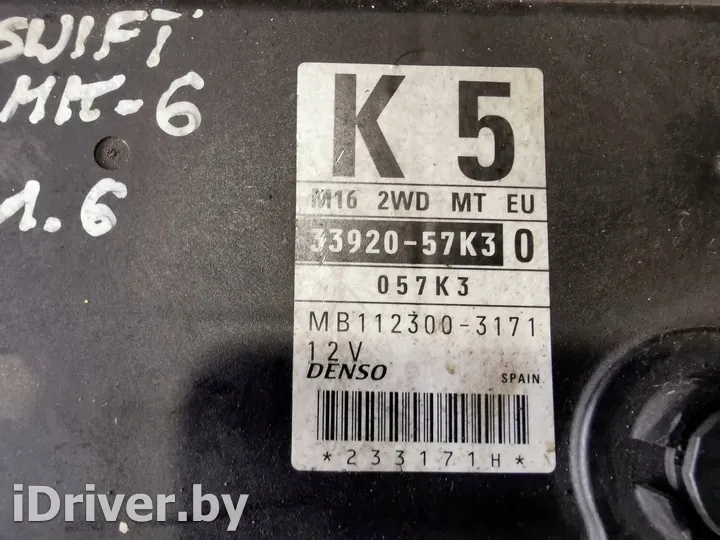 SWIFT
MK-6
1.6
K 5
M16 2WD MT EU
33920-57K3 0
057K3
MB112300-3171
12V
DENSO
SPAIN
*233171H*
iDriver.by